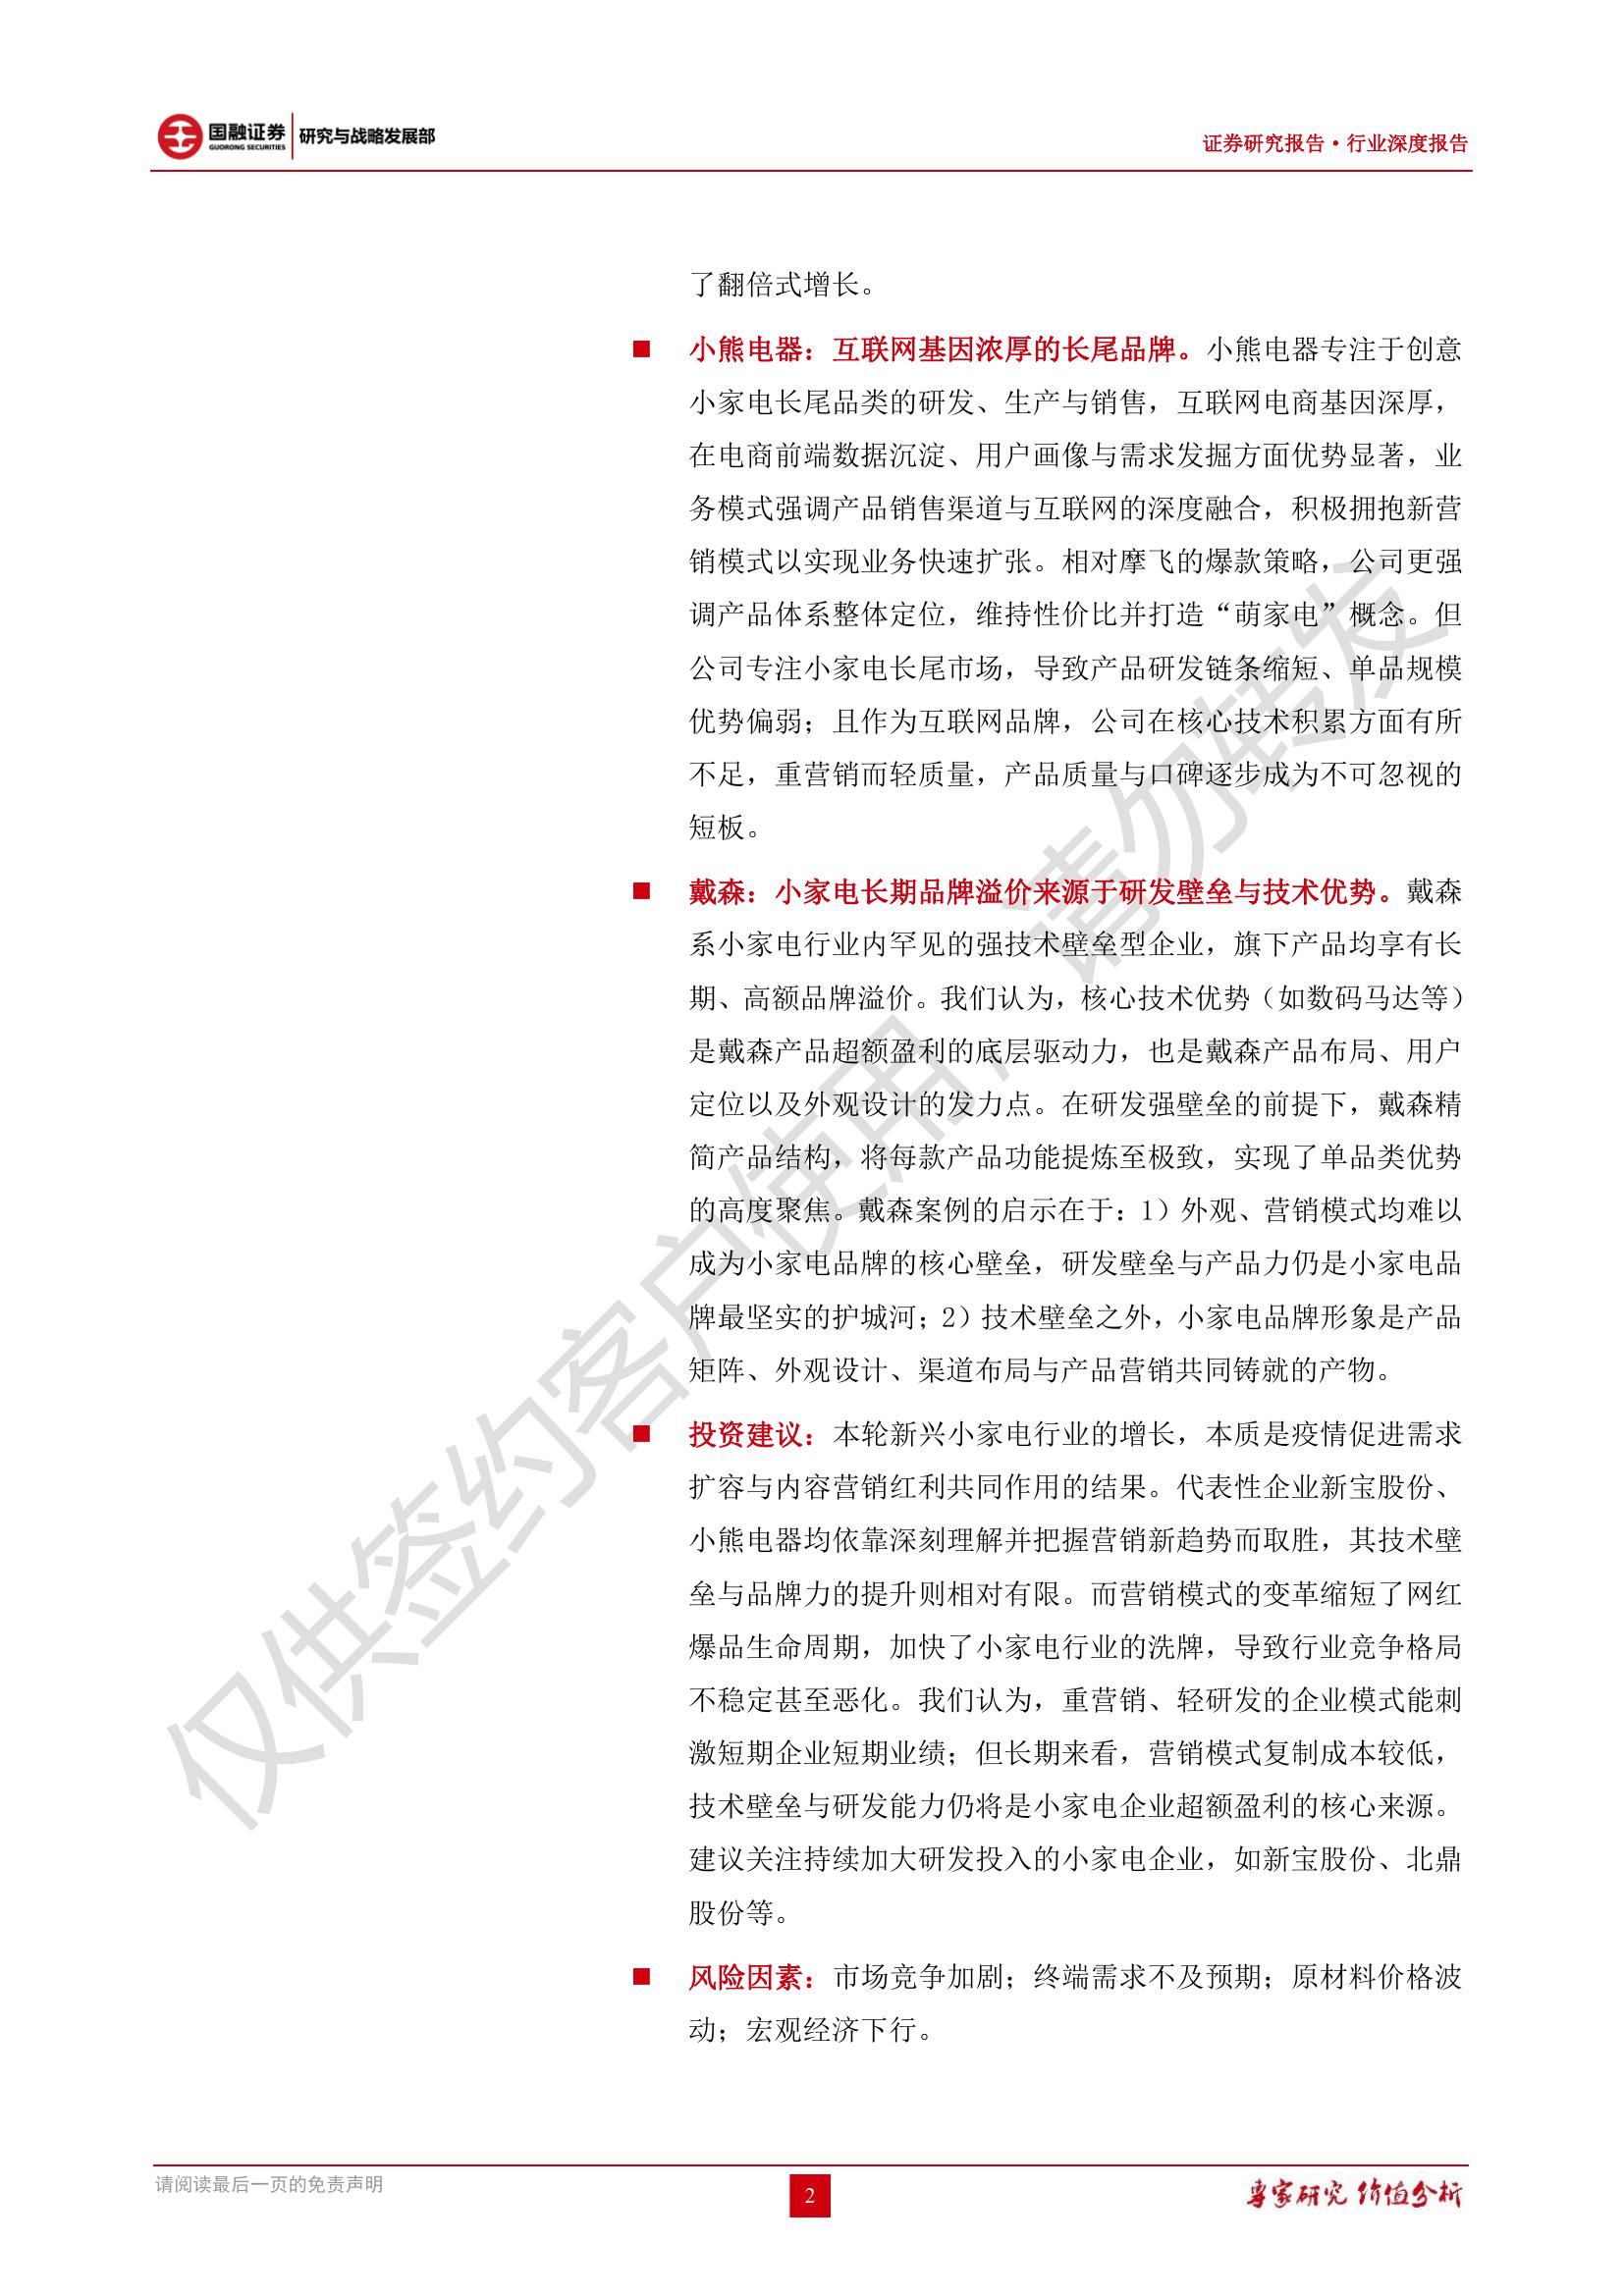 国融证券
GUORONG SECURITIES
研究与战略发展部
证券研究报告·行业深度报告
了翻倍式增长。
■ 小熊电器：互联网基因浓厚的长尾品牌。小熊电器专注于创意
小家电长尾品类的研发、生产与销售，互联网电商基因深厚，
在电商前端数据沉淀、用户画像与需求发掘方面优势显著，业
务模式强调产品销售渠道与互联网的深度融合，积极拥抱新营
销模式以实现业务快速扩张。相对摩飞的爆款策略，公司更强
调产品体系整体定位，维持性价比并打造“萌家电”概念。但
公司专注小家电长尾市场，导致产品研发链条缩短、单品规模
优势偏弱；且作为互联网品牌，公司在核心技术积累方面有所
不足，重营销而轻质量，产品质量与口碑逐步成为不可忽视的
短板。
■ 戴森：小家电长期品牌溢价来源于研发壁垒与技术优势。戴森
系小家电行业内罕见的强技术壁垒型企业，旗下产品均享有长
期、高额品牌溢价。我们认为，核心技术优势（如数码马达等）
是戴森产品超额盈利的底层驱动力，也是戴森产品布局、用户
定位以及外观设计的发力点。在研发强壁垒的前提下，戴森精
简产品结构，将每款产品功能提炼至极致，实现了单品类优势
的高度聚焦。戴森案例的启示在于：1）外观、营销模式均难以
成为小家电品牌的核心壁垒，研发壁垒与产品力仍是小家电品
牌最坚实的护城河；2）技术壁垒之外，小家电品牌形象是产品
矩阵、外观设计、渠道布局与产品营销共同铸就的产物。
■ 投资建议：本轮新兴小家电行业的增长，本质是疫情促进需求
扩容与内容营销红利共同作用的结果。代表性企业新宝股份、
小熊电器均依靠深刻理解并把握营销新趋势而取胜，其技术壁
垒与品牌力的提升则相对有限。而营销模式的变革缩短了网红
爆品生命周期，加快了小家电行业的洗牌，导致行业竞争格局
不稳定甚至恶化。我们认为，重营销、轻研发的企业模式能刺
激短期企业短期业绩；但长期来看，营销模式复制成本较低，
技术壁垒与研发能力仍将是小家电企业超额盈利的核心来源。
建议关注持续加大研发投入的小家电企业，如新宝股份、北鼎
股份等。
■ 风险因素：市场竞争加剧；终端需求不及预期；原材料价格波
动；宏观经济下行。
仅供签约客户使用，请勿转发
请阅读最后一页的免责声明
2
专家研究 价值分析